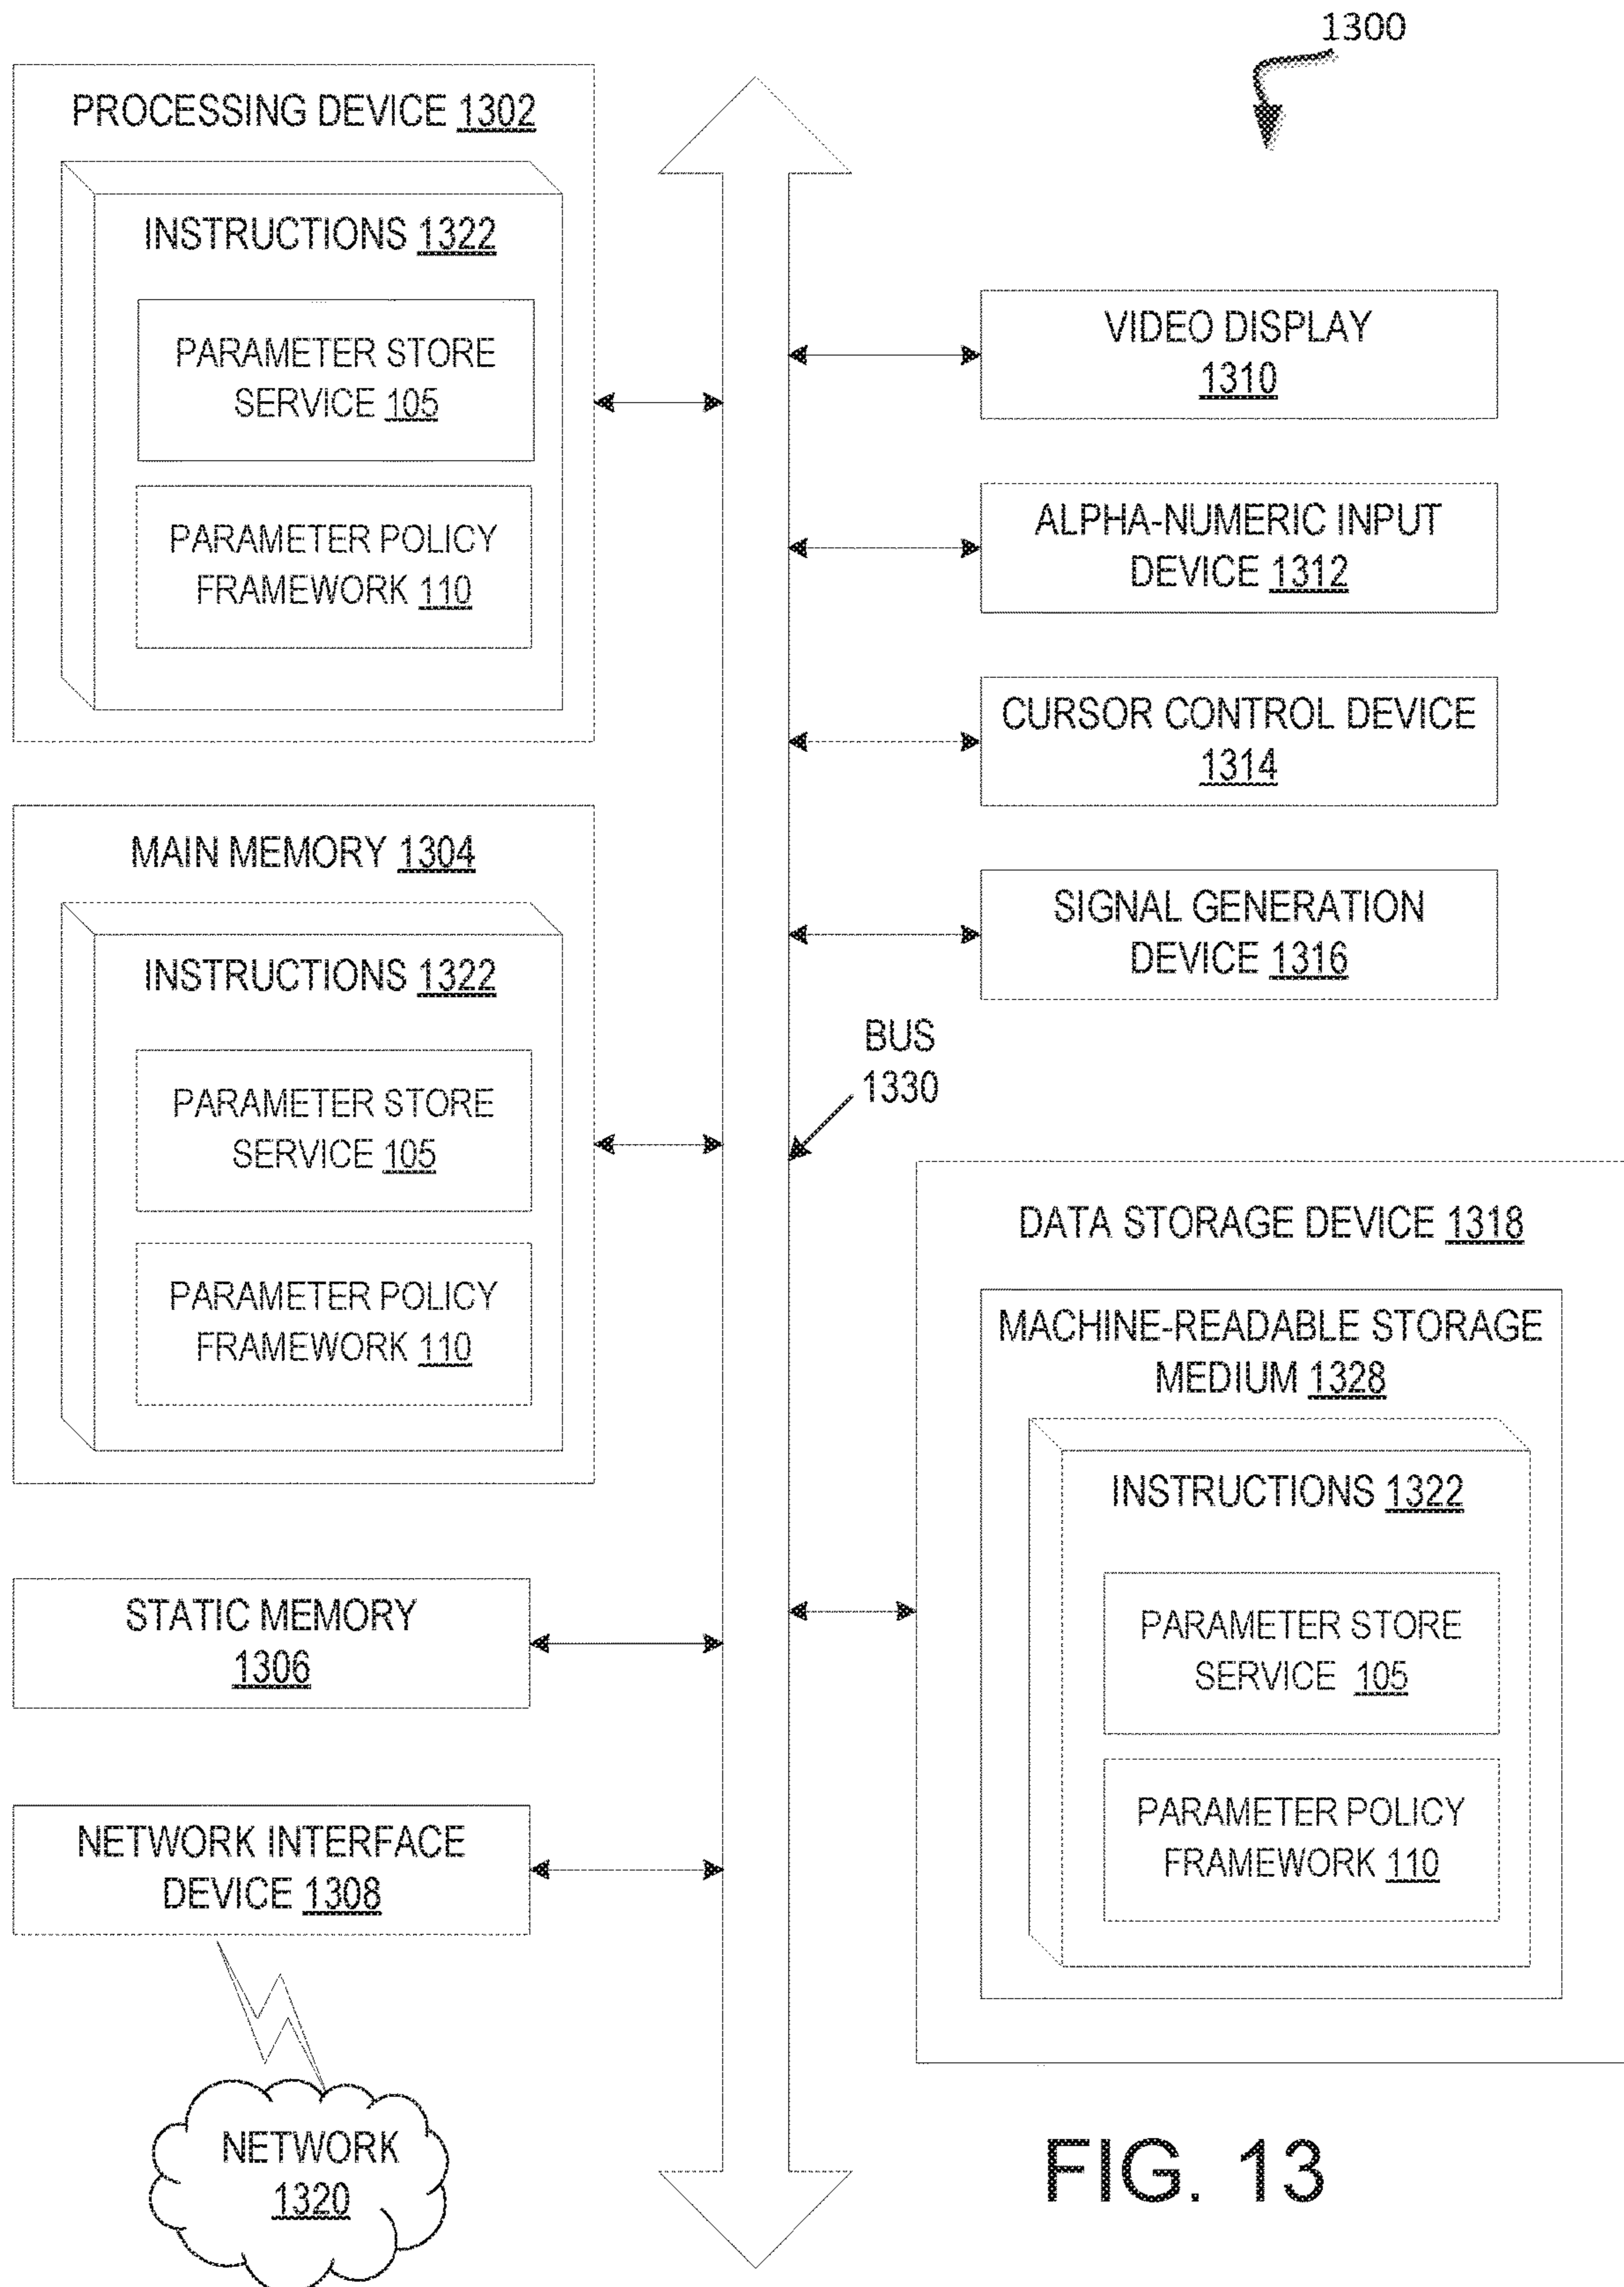 1300
PROCESSING DEVICE 1302
INSTRUCTIONS 1322
PARAMETER STORE
SERVICE 105
PARAMETER POLICY
FRAMEWORK 110
MAIN MEMORY 1304
INSTRUCTIONS 1322
PARAMETER STORE
SERVICE 105
PARAMETER POLICY
FRAMEWORK 110
STATIC MEMORY
1306
NETWORK INTERFACE
DEVICE 1308
NETWORK
1320
VIDEO DISPLAY
1310
ALPHA-NUMERIC INPUT
DEVICE 1312
CURSOR CONTROL DEVICE
1314
SIGNAL GENERATION
DEVICE 1316
BUS
1330
DATA STORAGE DEVICE 1318
MACHINE-READABLE STORAGE
MEDIUM 1328
INSTRUCTIONS 1322
PARAMETER STORE
SERVICE 105
PARAMETER POLICY
FRAMEWORK 110
FIG. 13